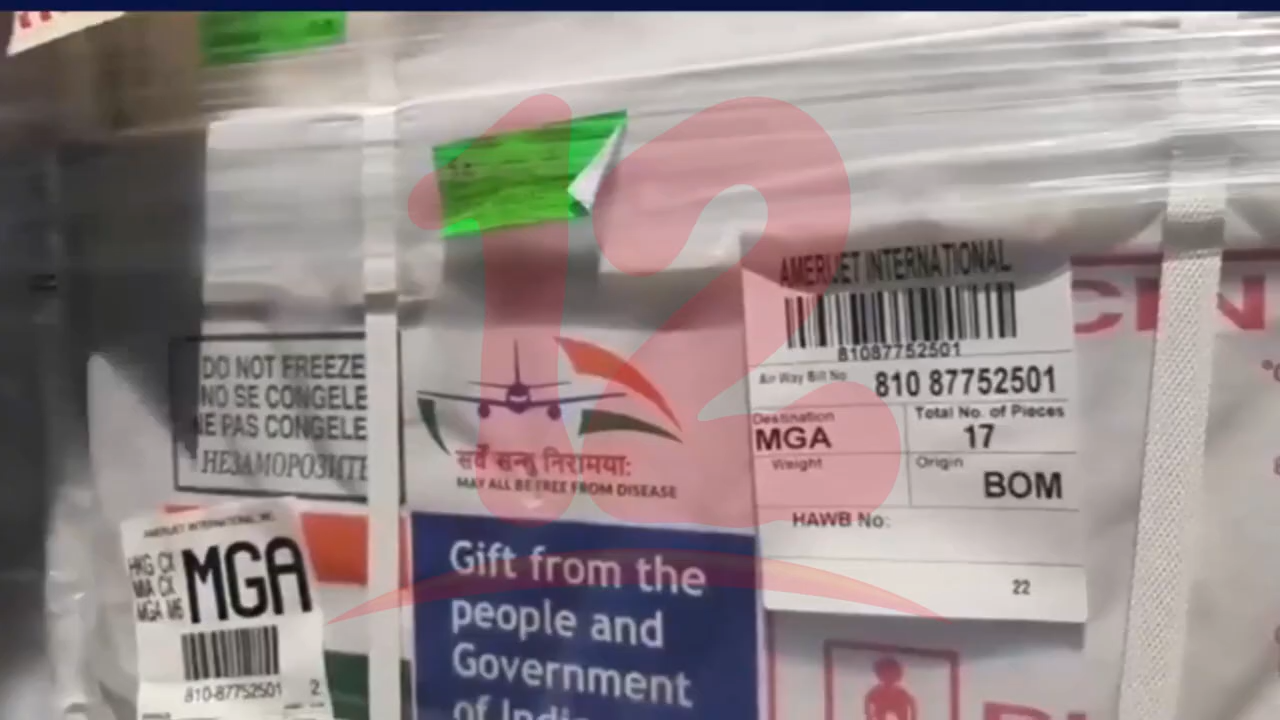 DO NOT FREEZE
NO SE CONGELE
NE PAS CONGELE
НЕЗАМОРОЗИТЕ
सर्वे सन्तु निरामया:
MAY ALL BE FREE FROM DISEASE
Gift from the
people and
Government
of India
AMERIJET INTERNATIONAL
81087752501
Air Way Bill No
810 87752501
Destination
MGA
Total No. of Pieces
17
Weight
Origin
BOM
HAWB No:
22
AMERIJET INTERNATIONAL, INC.
HKG CX
MIA CX
MGA M6
MGA
810-87752501
2
12